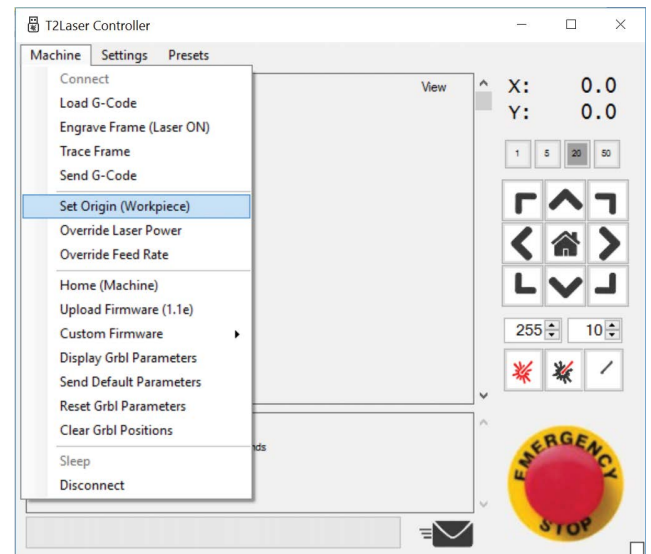 T2Laser Controller
Machine Settings Presets
Connect
Load G-Code
Engrave Frame (Laser ON)
Trace Frame
Send G-Code
Set Origin (Workpiece)
Override Laser Power
Override Feed Rate
Home (Machine)
Upload Firmware (1.1e)
Custom Firmware
Display Grbl Parameters
Send Default Parameters
Reset Grbl Parameters
Clear Grbl Positions
Sleep
Disconnect
View
X: 0.0
Y: 0.0
1 5 20 50
255 10
EMERGENCY
STOP